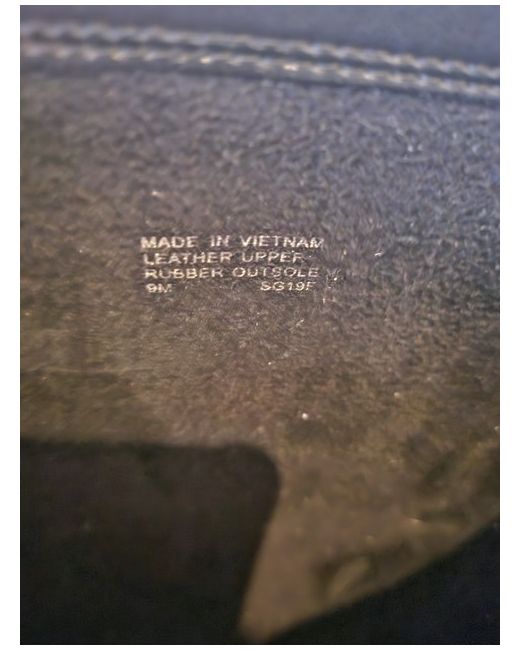 MADE IN VIETNAM
LEATHER UPPER
RUBBER OUTSOLE
9M SG19F